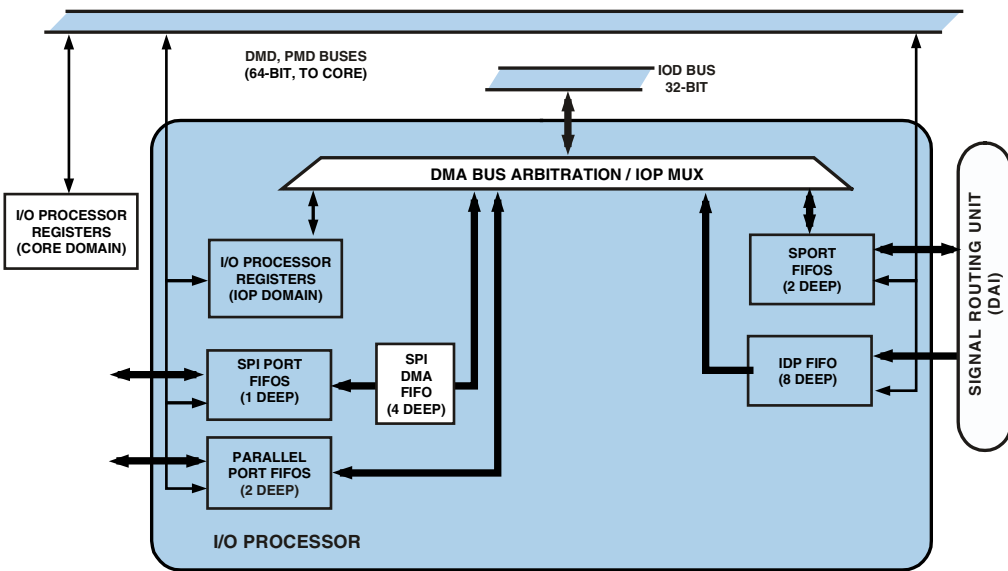 DMD, PMD BUSES
(64-BIT, TO CORE)
IOD BUS
32-BIT
DMA BUS ARBITRATION / IOP MUX
I/O PROCESSOR
REGISTERS
(CORE DOMAIN)
I/O PROCESSOR
REGISTERS
(IOP DOMAIN)
SPORT
FIFOS
(2 DEEP)
SIGNAL ROUTING UNIT
(DAI)
SPI PORT
FIFOS
(1 DEEP)
SPI
DMA
FIFO
(4 DEEP)
IDP FIFO
(8 DEEP)
PARALLEL
PORT FIFOS
(2 DEEP)
I/O PROCESSOR